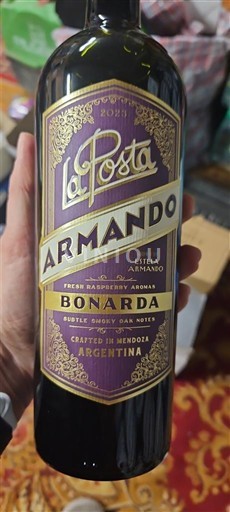 2023
La Posta
ARMANDO
ESTELA
ARMANDO
FRESH RASPBERRY AROMAS
BONARDA
SUBTLE SMOKY OAK NOTES
CRAFTED IN MENDOZA
ARGENTINA